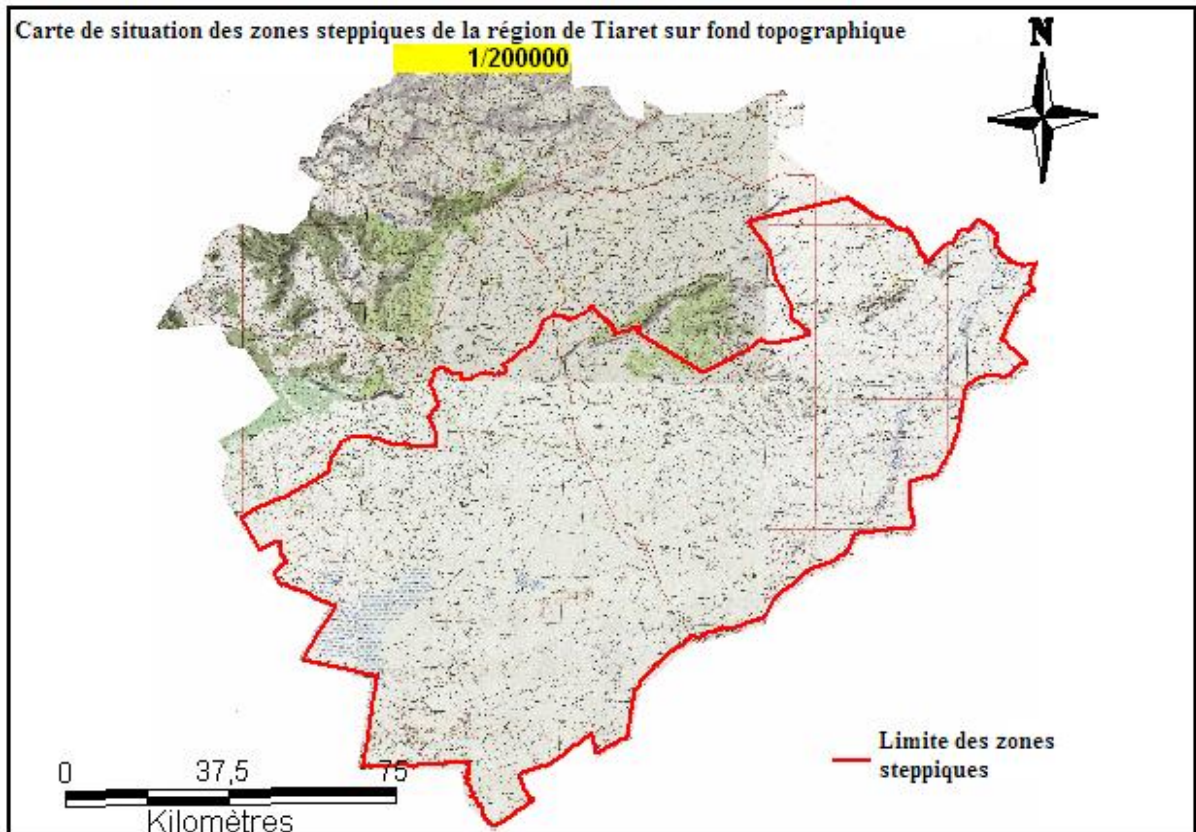 Carte de situation des zones steppiques de la région de Tiaret sur fond topographique
1/200000
N
Limite des zones
steppiques
0 37,5 75
Kilomètres